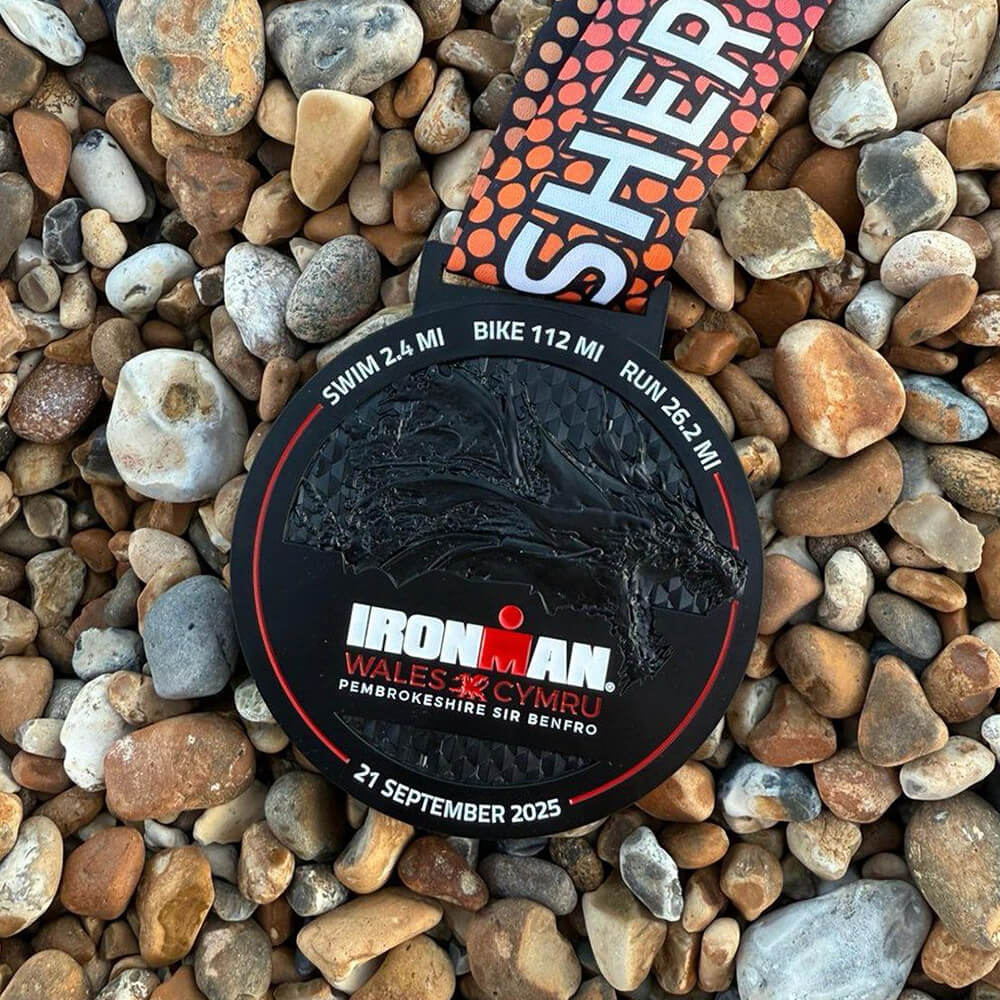 SHER
SWIM 2.4 MI BIKE 112 MI RUN 26.2 MI
IRONMAN®
WALES CYMRU
PEMBROKESHIRE SIR BENFRO
21 SEPTEMBER 2025